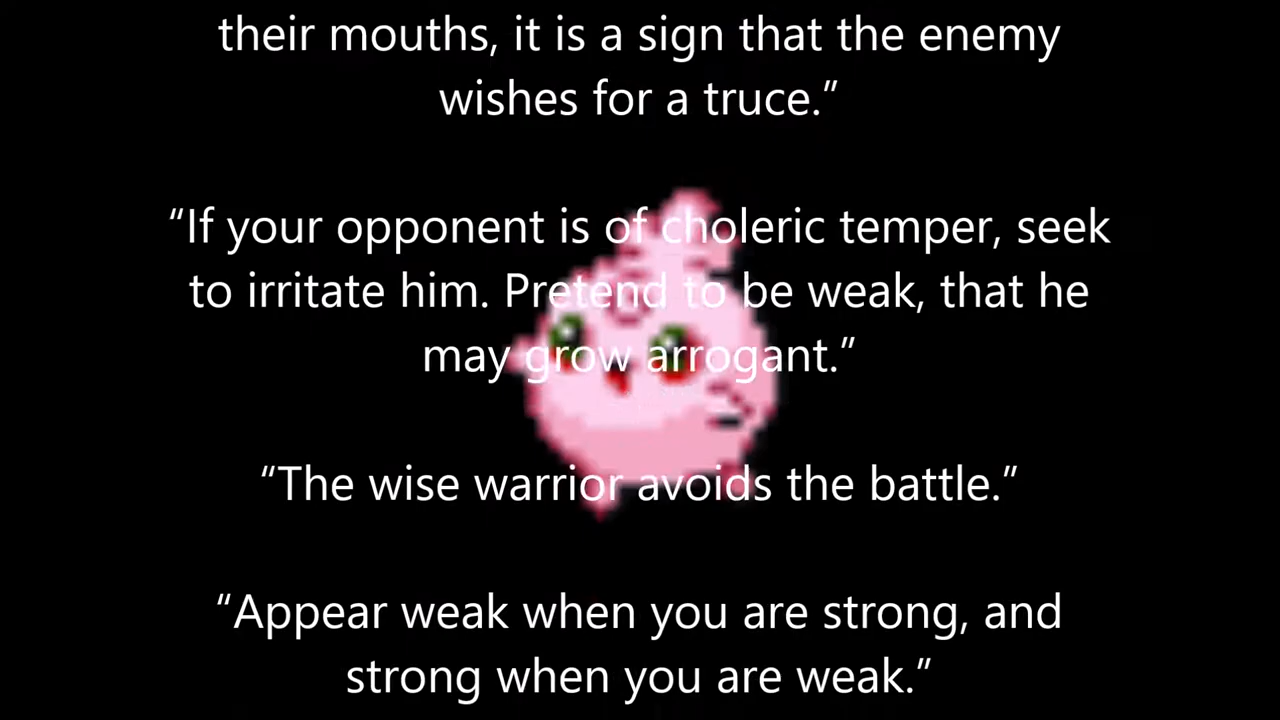 their mouths, it is a sign that the enemy
wishes for a truce.”
“If your opponent is of choleric temper, seek
to irritate him. Pretend to be weak, that he
may grow arrogant.”
“The wise warrior avoids the battle.”
“Appear weak when you are strong, and
strong when you are weak.”